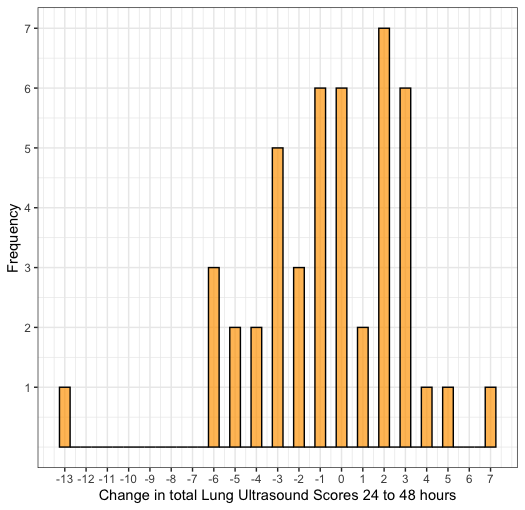 Frequency
7
6
5
4
3
2
1
-13 -12 -11 -10 -9 -8 -7 -6 -5 -4 -3 -2 -1 0 1 2 3 4 5 6 7
Change in total Lung Ultrasound Scores 24 to 48 hours